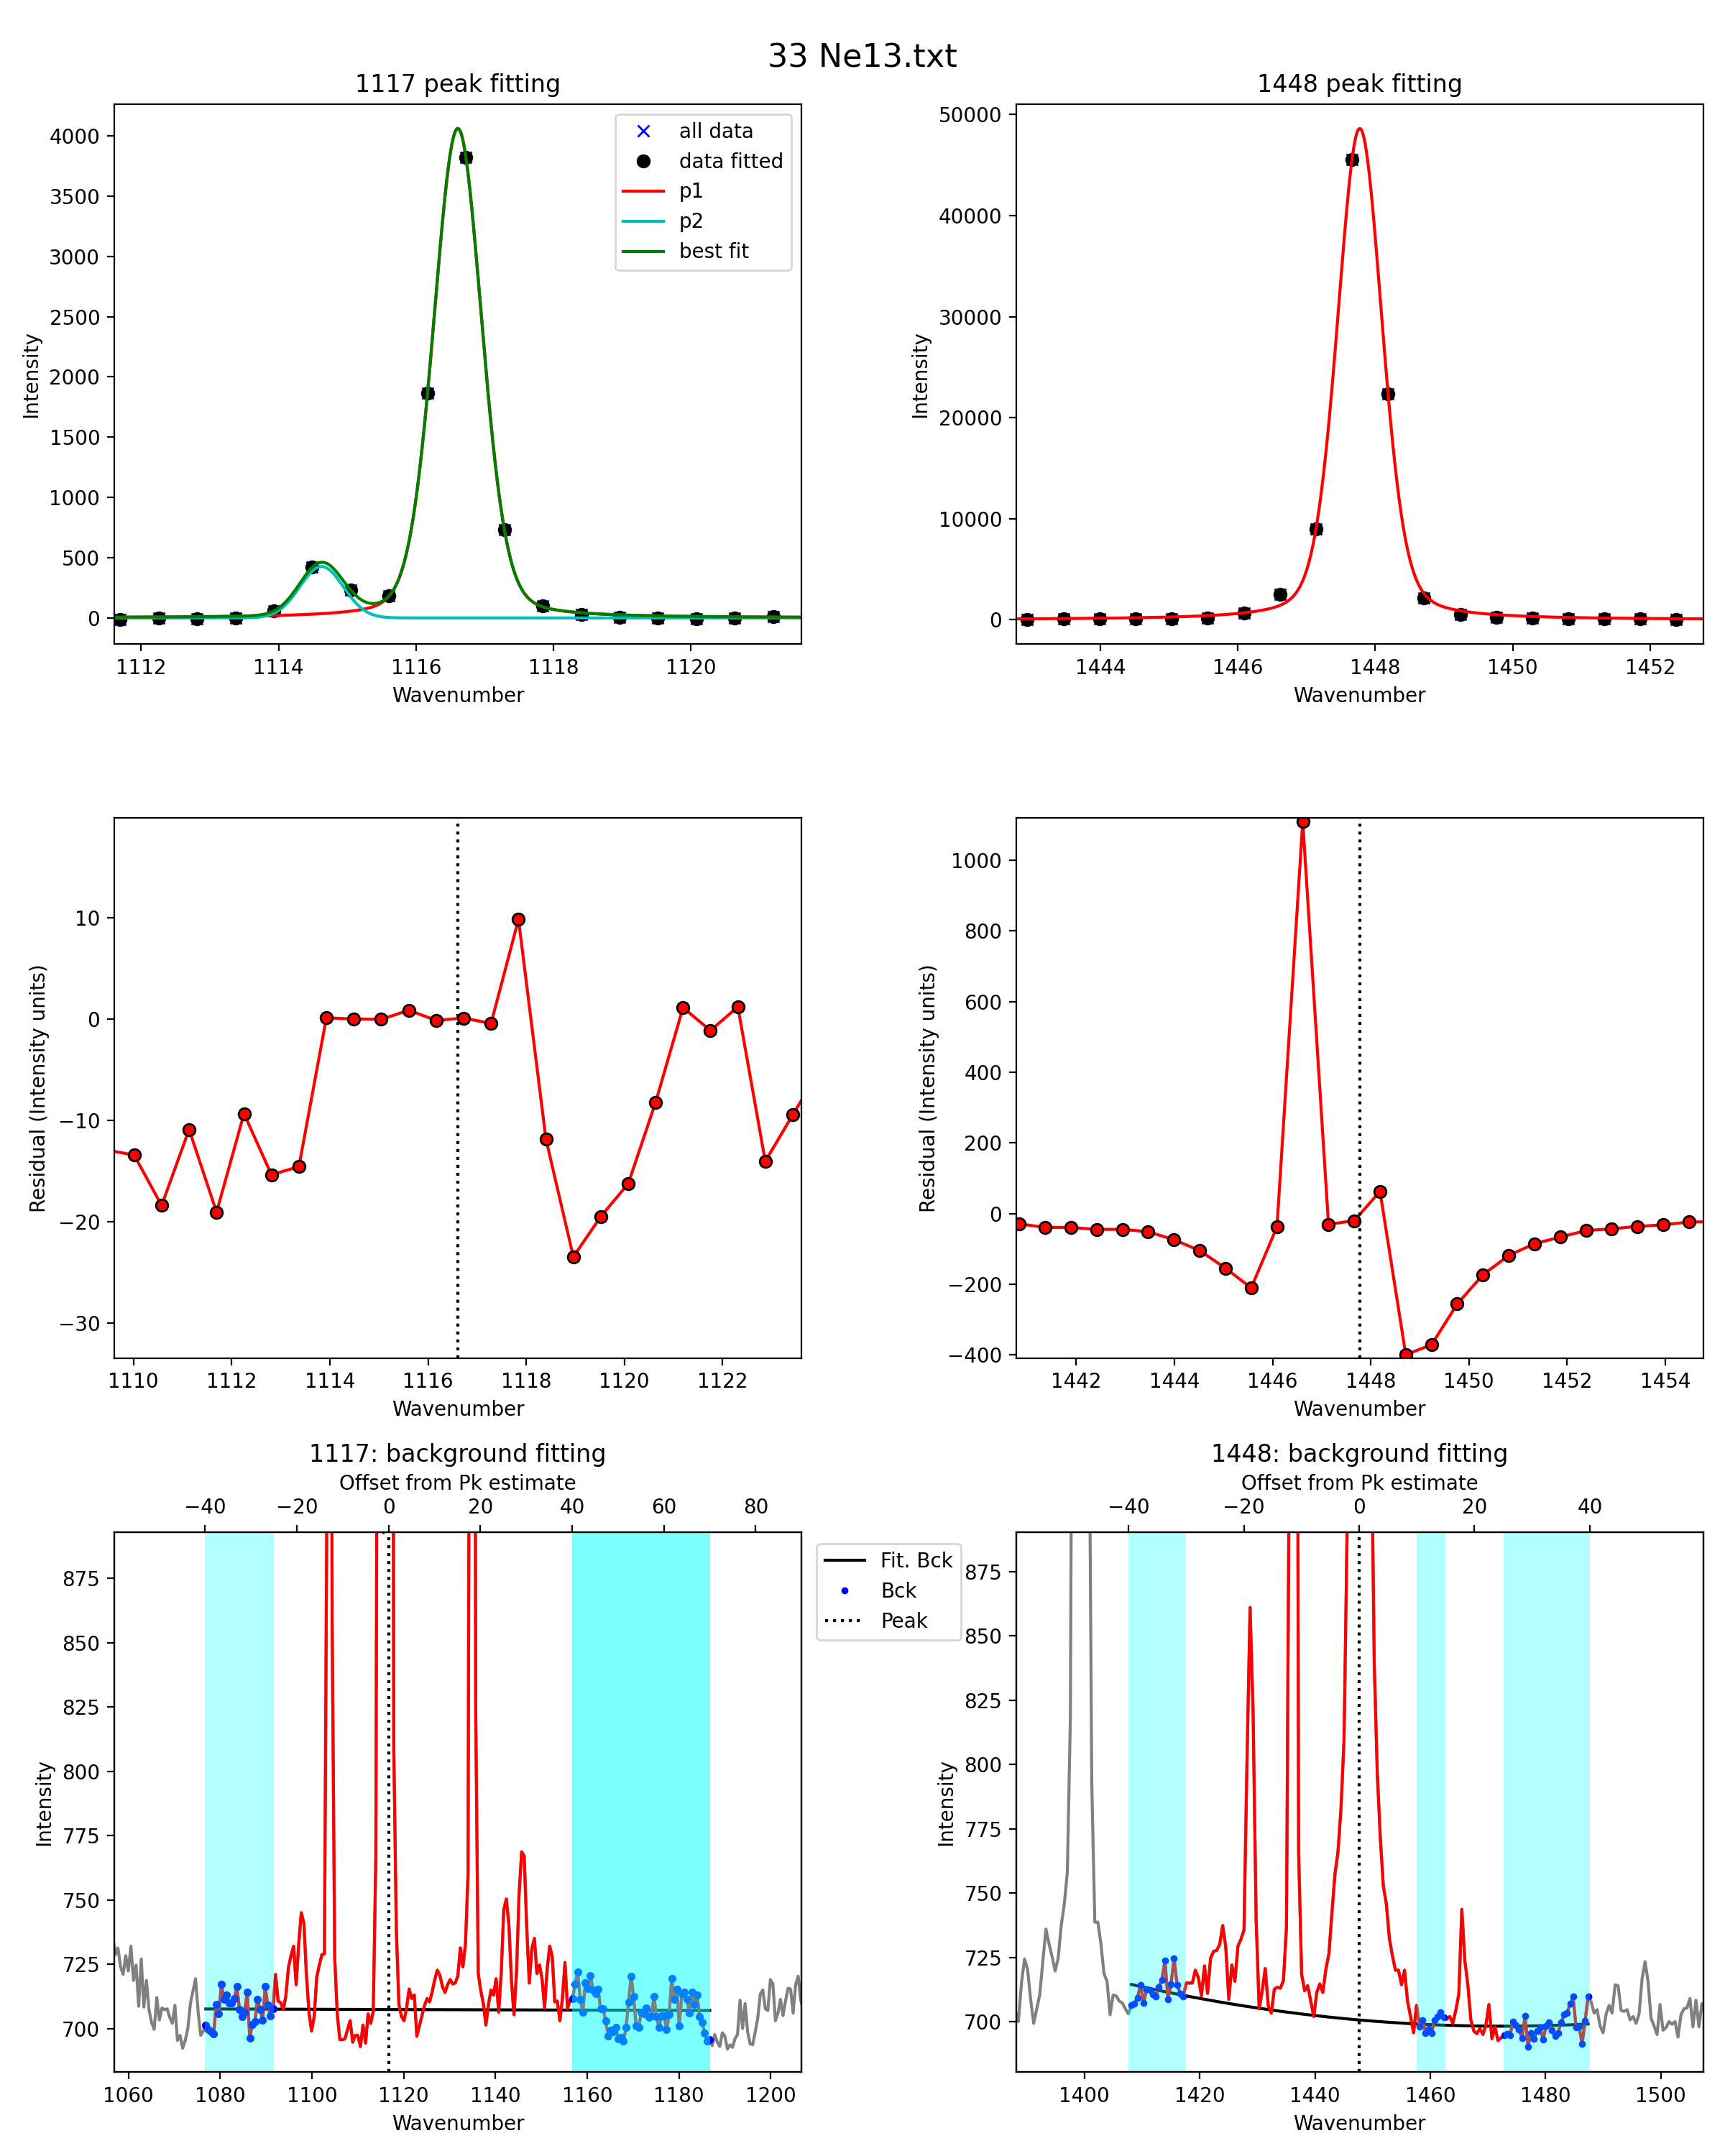 33 Ne13.txt
1117 peak fitting
4000
3500
3000
2500
2000
1500
1000
500
0
Intensity
all data
data fitted
p1
p2
best fit
1112 1114 1116 1118 1120
Wavenumber
1448 peak fitting
50000
40000
30000
20000
10000
0
Intensity
1444 1446 1448 1450 1452
Wavenumber
10
0
−10
−20
−30
Residual (Intensity units)
1110 1112 1114 1116 1118 1120 1122
Wavenumber
1000
800
600
400
200
0
−200
−400
Residual (Intensity units)
1442 1444 1446 1448 1450 1452 1454
Wavenumber
1117: background fitting
Offset from Pk estimate
−40 −20 0 20 40 60 80
875
850
825
800
775
750
725
700
Intensity
1060 1080 1100 1120 1140 1160 1180 1200
Wavenumber
Fit. Bck
Bck
Peak
1448: background fitting
Offset from Pk estimate
−40 −20 0 20 40
875
850
825
800
775
750
725
700
Intensity
1400 1420 1440 1460 1480 1500
Wavenumber